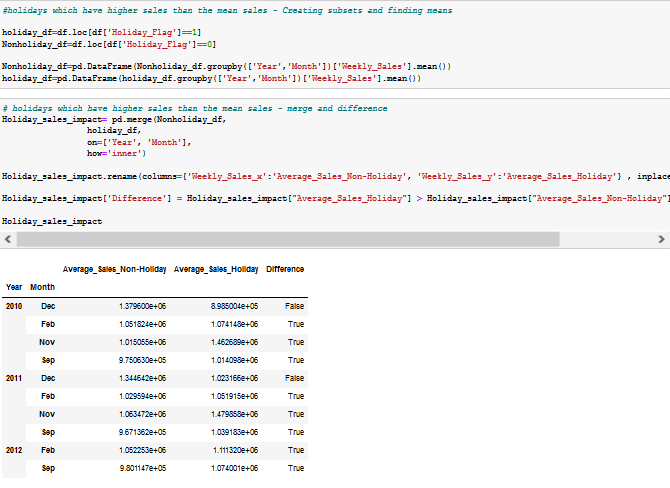 #holidays which have higher sales than the mean sales - Creating subsets and finding means
holiday_df=df.loc[df['Holiday_Flag']==1]
Nonholiday_df=df.loc[df['Holiday_Flag']==0]
Nonholiday_df=pd.DataFrame(Nonholiday_df.groupby(['Year','Month'])['Weekly_Sales'].mean())
holiday_df=pd.DataFrame(holiday_df.groupby(['Year','Month'])['Weekly_Sales'].mean())
# holidays which have higher sales than the mean sales - merge and difference
Holiday_sales_impact= pd.merge(Nonholiday_df,
holiday_df,
on=['Year', 'Month'],
how='inner')
Holiday_sales_impact.rename(columns={'Weekly_Sales_x':'Average_Sales_Non-Holiday', 'Weekly_Sales_y':'Average_Sales_Holiday'} , inplace
Holiday_sales_impact['Difference'] = Holiday_sales_impact["Average_Sales_Holiday"] > Holiday_sales_impact["Average_Sales_Non-Holiday"]
Holiday_sales_impact
Average_Sales_Non-Holiday Average_Sales_Holiday Difference
Year Month
2010 Dec 1.379600e+06 8.985004e+05 False
Feb 1.051824e+06 1.074148e+06 True
Nov 1.015055e+06 1.462689e+06 True
Sep 9.750630e+05 1.014098e+06 True
2011 Dec 1.344642e+06 1.023166e+06 False
Feb 1.029594e+06 1.051915e+06 True
Nov 1.063472e+06 1.479858e+06 True
Sep 9.671362e+05 1.039183e+06 True
2012 Feb 1.052253e+06 1.111320e+06 True
Sep 9.801147e+05 1.074001e+06 True